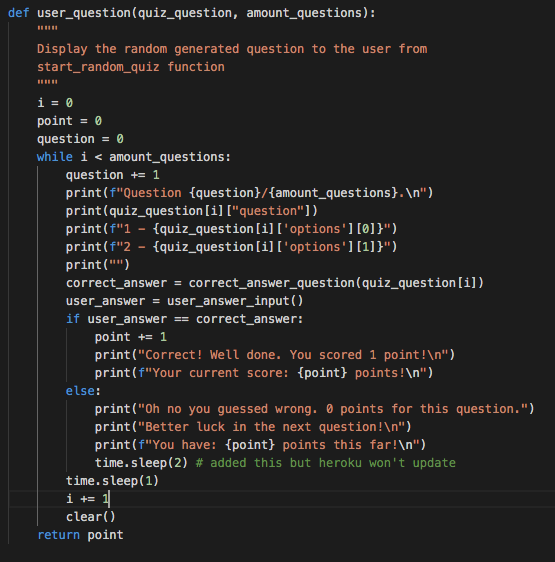 def user_question(quiz_question, amount_questions):
    """
    Display the random generated question to the user from
    start_random_quiz function
    """
    i = 0
    point = 0
    question = 0
    while i < amount_questions:
        question += 1
        print(f"Question {question}/{amount_questions}.\n")
        print(quiz_question[i]["question"])
        print(f"1 - {quiz_question[i]['options'][0]}")
        print(f"2 - {quiz_question[i]['options'][1]}")
        print("")
        correct_answer = correct_answer_question(quiz_question[i])
        user_answer = user_answer_input()
        if user_answer == correct_answer:
            point += 1
            print("Correct! Well done. You scored 1 point!\n")
            print(f"Your current score: {point} points!\n")
        else:
            print("Oh no you guessed wrong. 0 points for this question.")
            print("Better luck in the next question!\n")
            print(f"You have: {point} points this far!\n")
            time.sleep(2) # added this but heroku won't update
        time.sleep(1)
        i += 1
        clear()
    return point